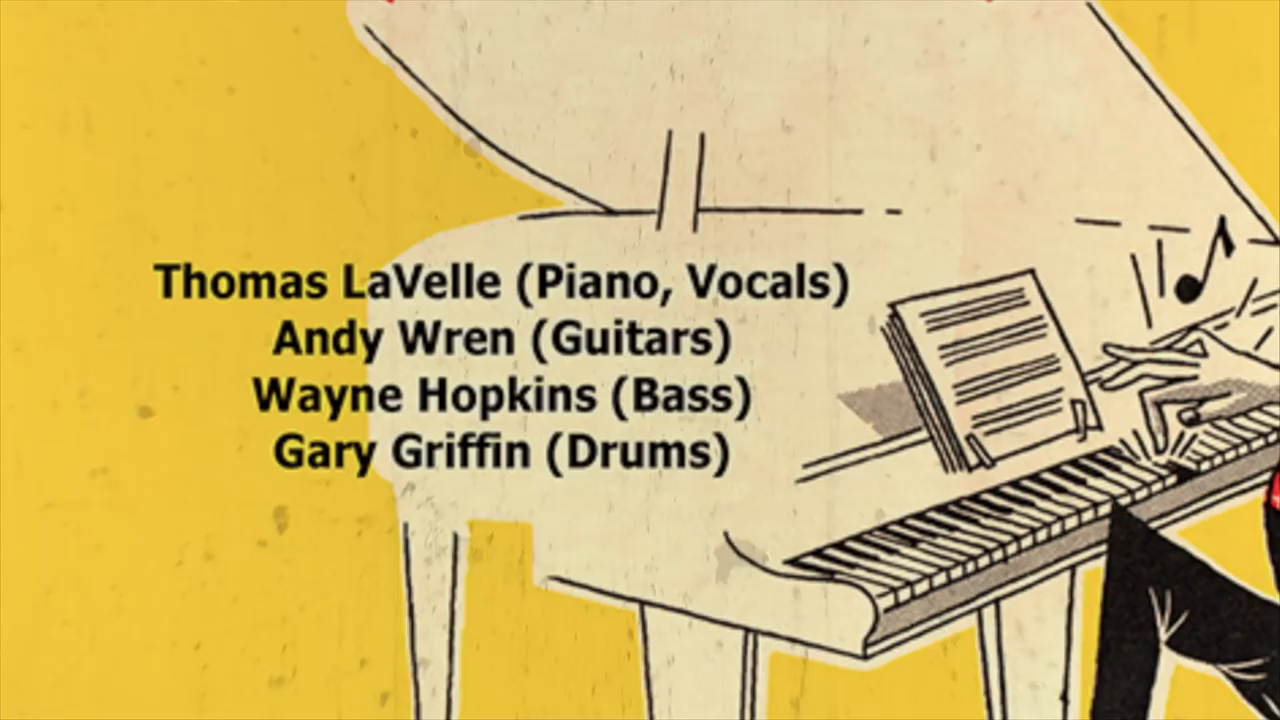 Thomas LaVelle (Piano, Vocals)
Andy Wren (Guitars)
Wayne Hopkins (Bass)
Gary Griffin (Drums)